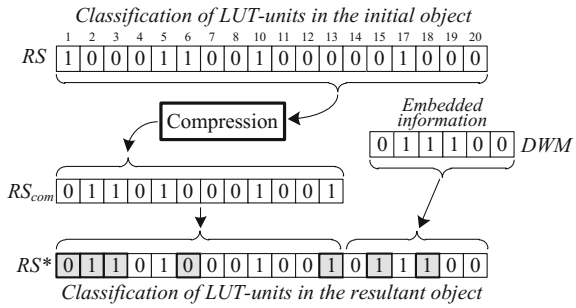 Classification of LUT-units in the initial object
1 2 3 4 5 6 7 8 10 11 12 13 14 15 17 18 19 20
RS 1 0 0 0 1 1 0 0 1 0 0 0 0 0 1 0 0 0
Compression
Embedded
information
0 1 1 1 0 0 DWM
RScom 0 1 1 0 1 0 0 0 1 0 0 1
RS* 0 1 1 0 1 0 0 0 1 0 0 1 0 1 1 1 0 0
Classification of LUT-units in the resultant object